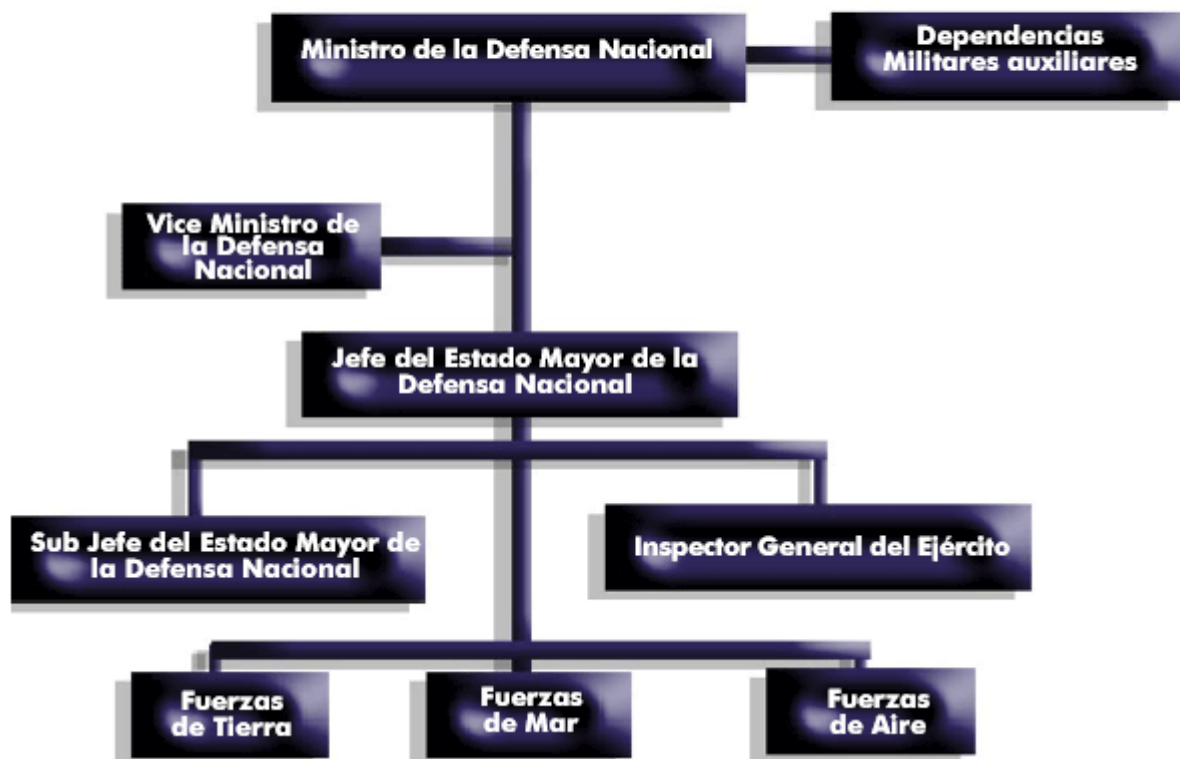 Ministro de la Defensa Nacional
Dependencias
Militares auxiliares
Vice Ministro de
la Defensa
Nacional
Jefe del Estado Mayor de la
Defensa Nacional
Sub Jefe del Estado Mayor de
la Defensa Nacional
Inspector General del Ejército
Fuerzas
de Tierra
Fuerzas
de Mar
Fuerzas
de Aire